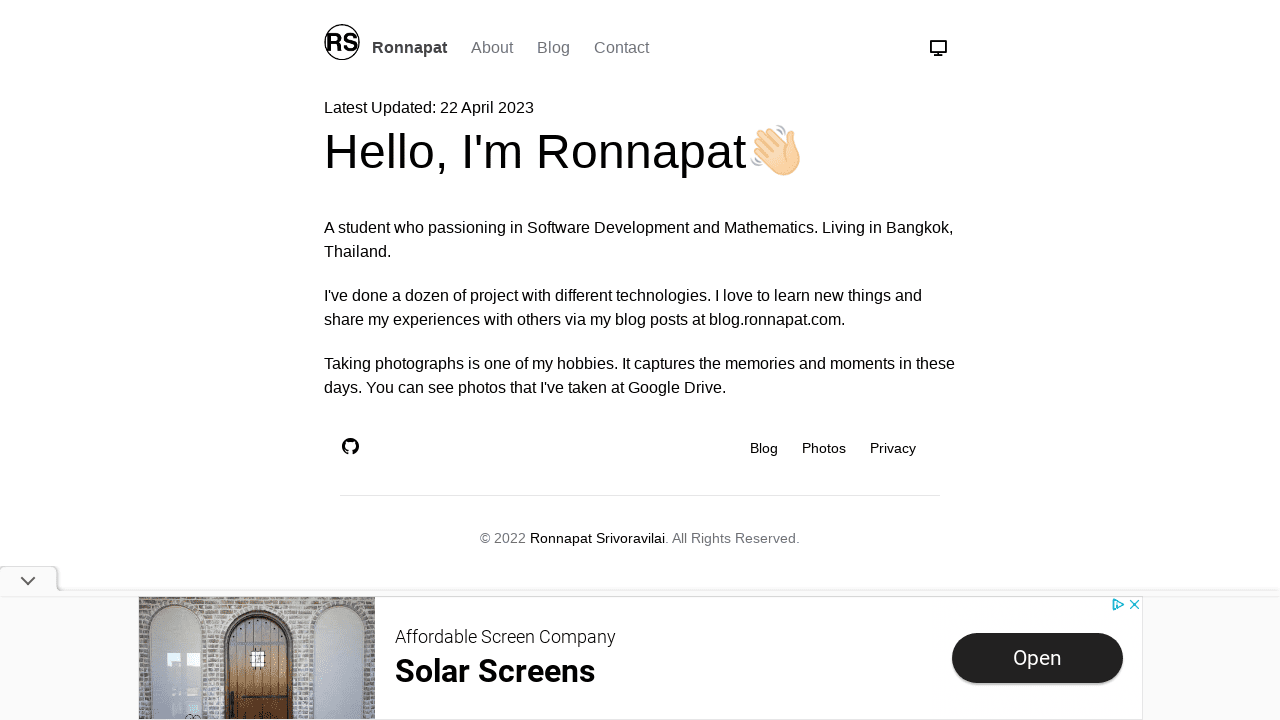 RS
Ronnapat About Blog Contact
Latest Updated: 22 April 2023
Hello, I'm Ronnapat👋🏻
A student who passioning in Software Development and Mathematics. Living in Bangkok,
Thailand.
I've done a dozen of project with different technologies. I love to learn new things and
share my experiences with others via my blog posts at blog.ronnapat.com.
Taking photographs is one of my hobbies. It captures the memories and moments in these
days. You can see photos that I've taken at Google Drive.
Blog Photos Privacy
© 2022 Ronnapat Srivoravilai. All Rights Reserved.
Affordable Screen Company
Solar Screens
Open